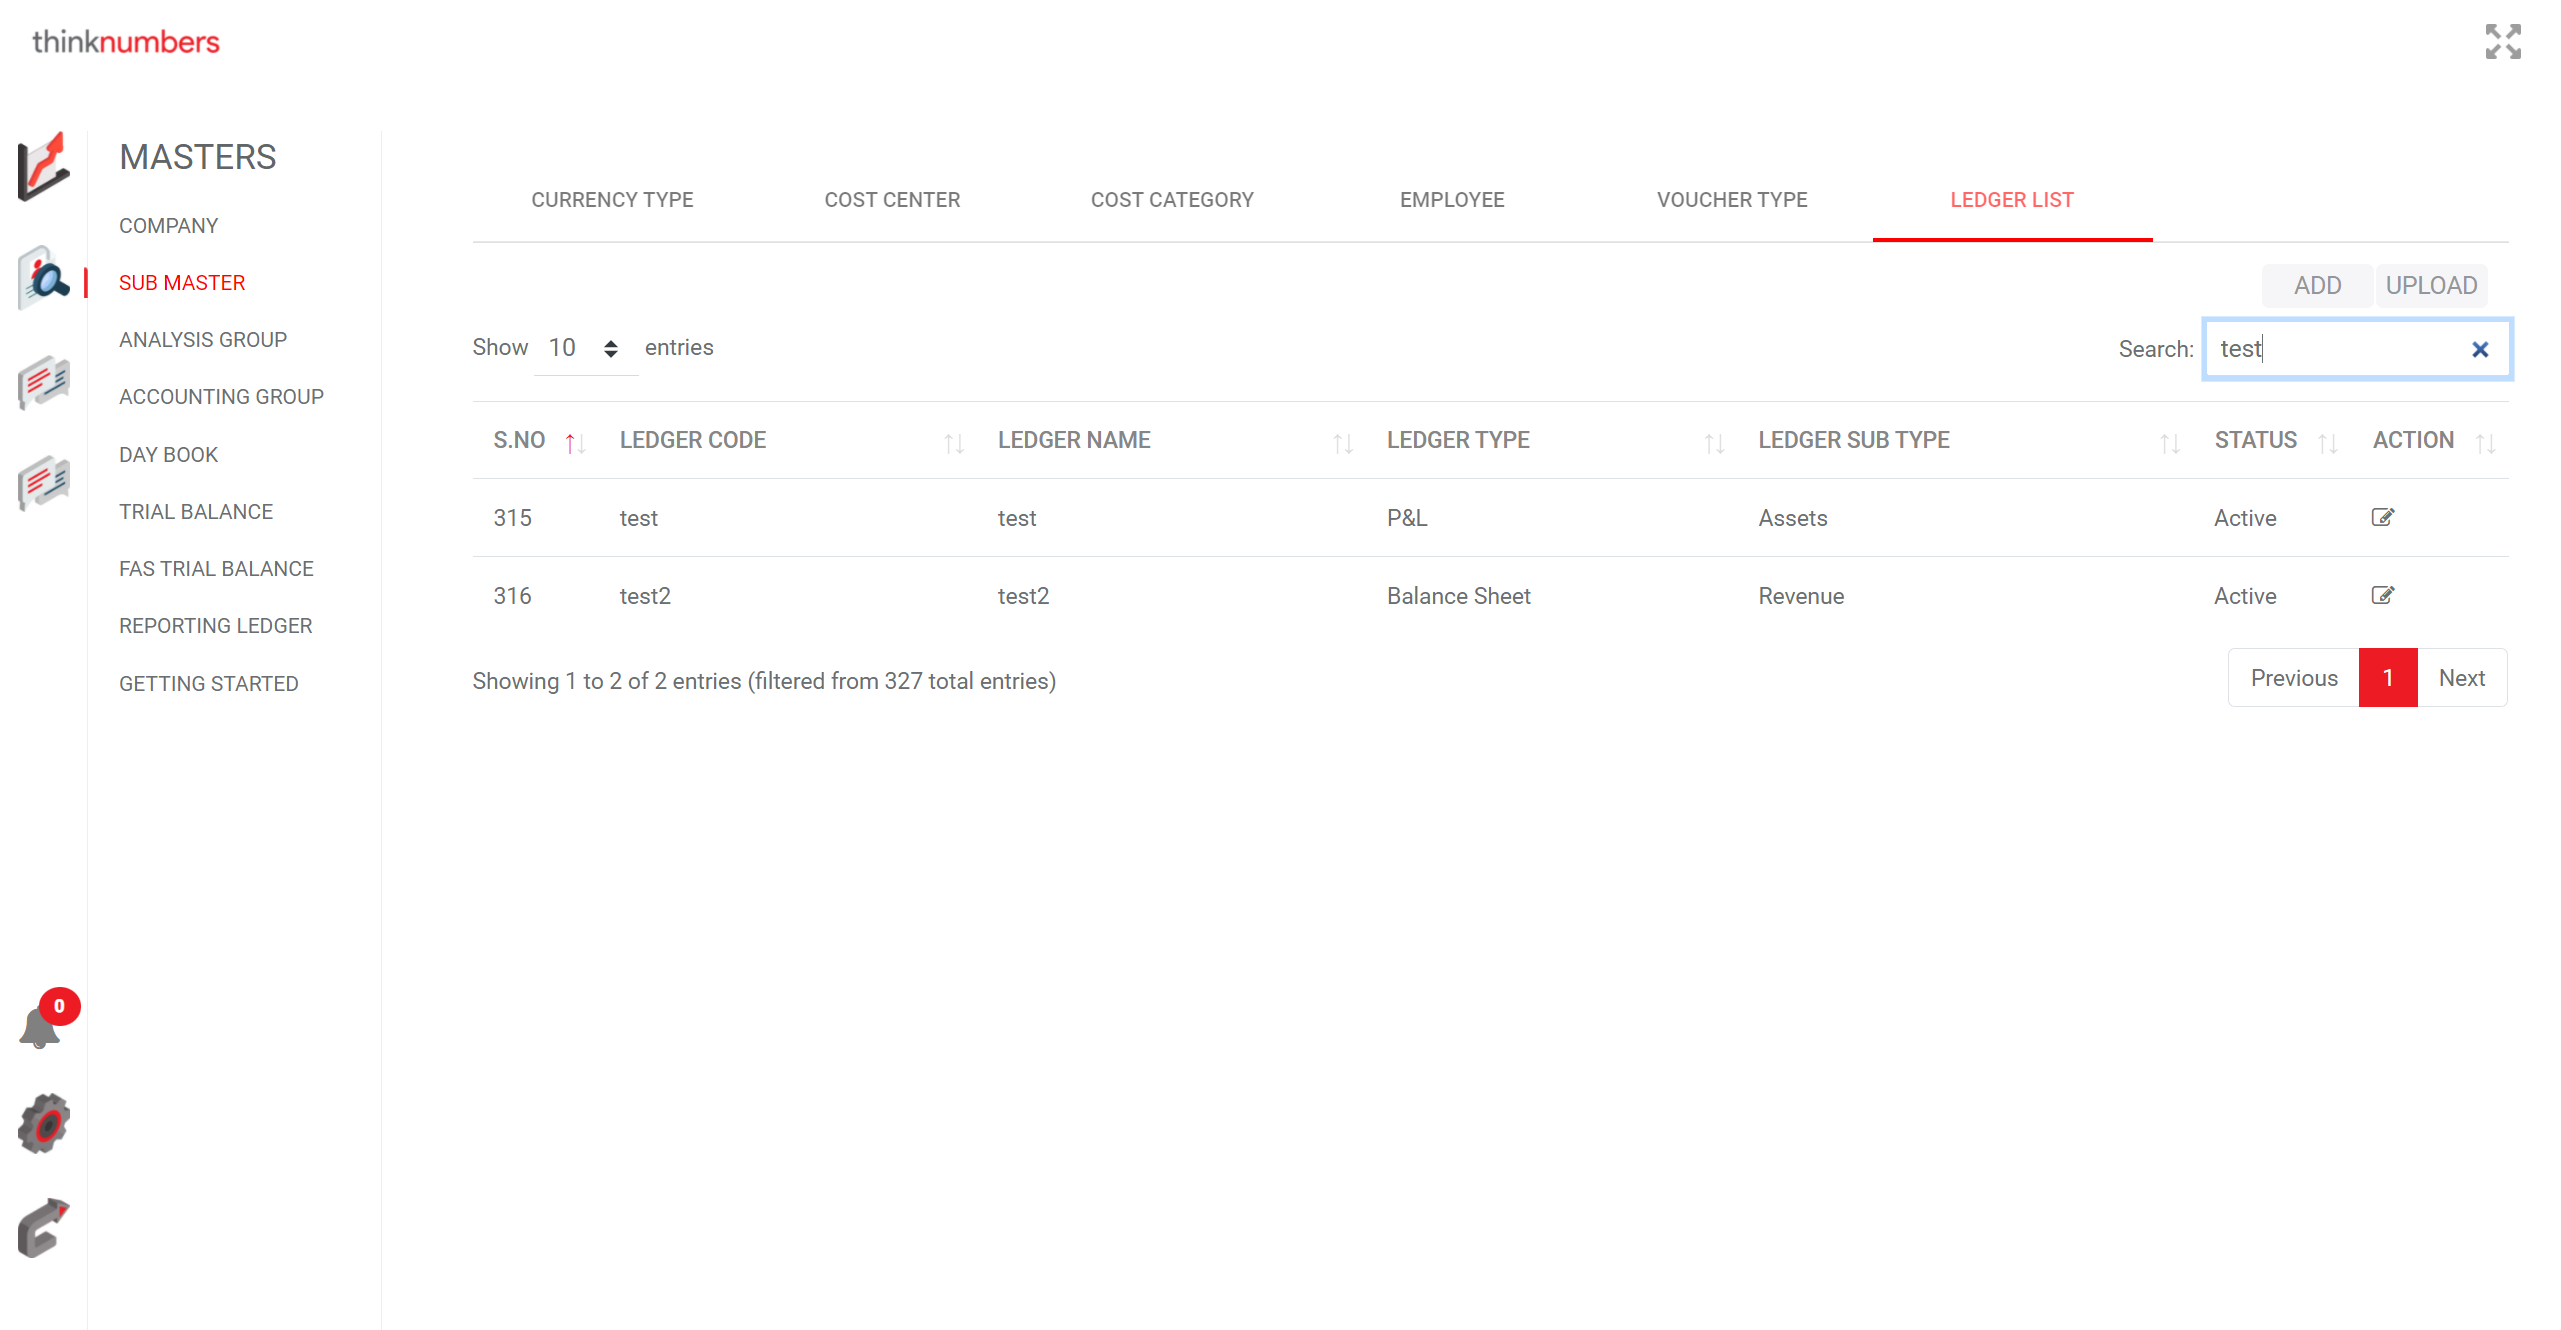 thinknumbers
MASTERS
COMPANY
SUB MASTER
ANALYSIS GROUP
ACCOUNTING GROUP
DAY BOOK
TRIAL BALANCE
FAS TRIAL BALANCE
REPORTING LEDGER
GETTING STARTED
0
CURRENCY TYPE COST CENTER COST CATEGORY EMPLOYEE VOUCHER TYPE LEDGER LIST
ADD UPLOAD
Show 10 entries Search: test
S.NO LEDGER CODE LEDGER NAME LEDGER TYPE LEDGER SUB TYPE STATUS ACTION
315 test test P&L Assets Active
316 test2 test2 Balance Sheet Revenue Active
Showing 1 to 2 of 2 entries (filtered from 327 total entries) Previous 1 Next